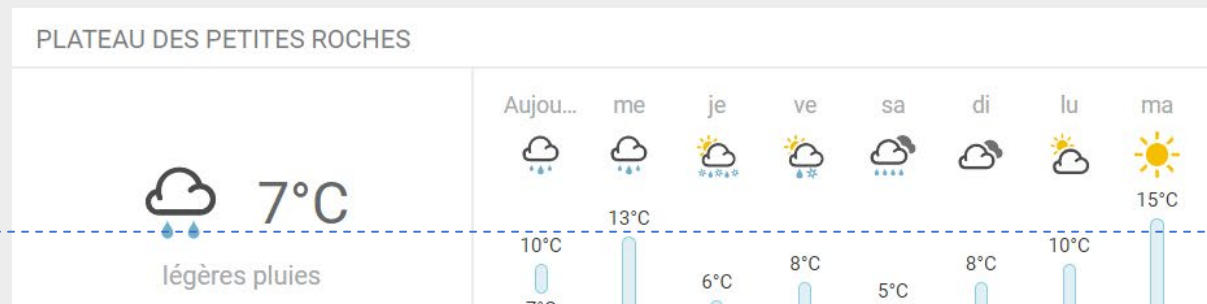 PLATEAU DES PETITES ROCHES
Aujou... me je ve sa di lu ma
7°C
légères pluies
15°C
13°C
10°C 10°C
8°C 8°C
6°C
5°C
7°C